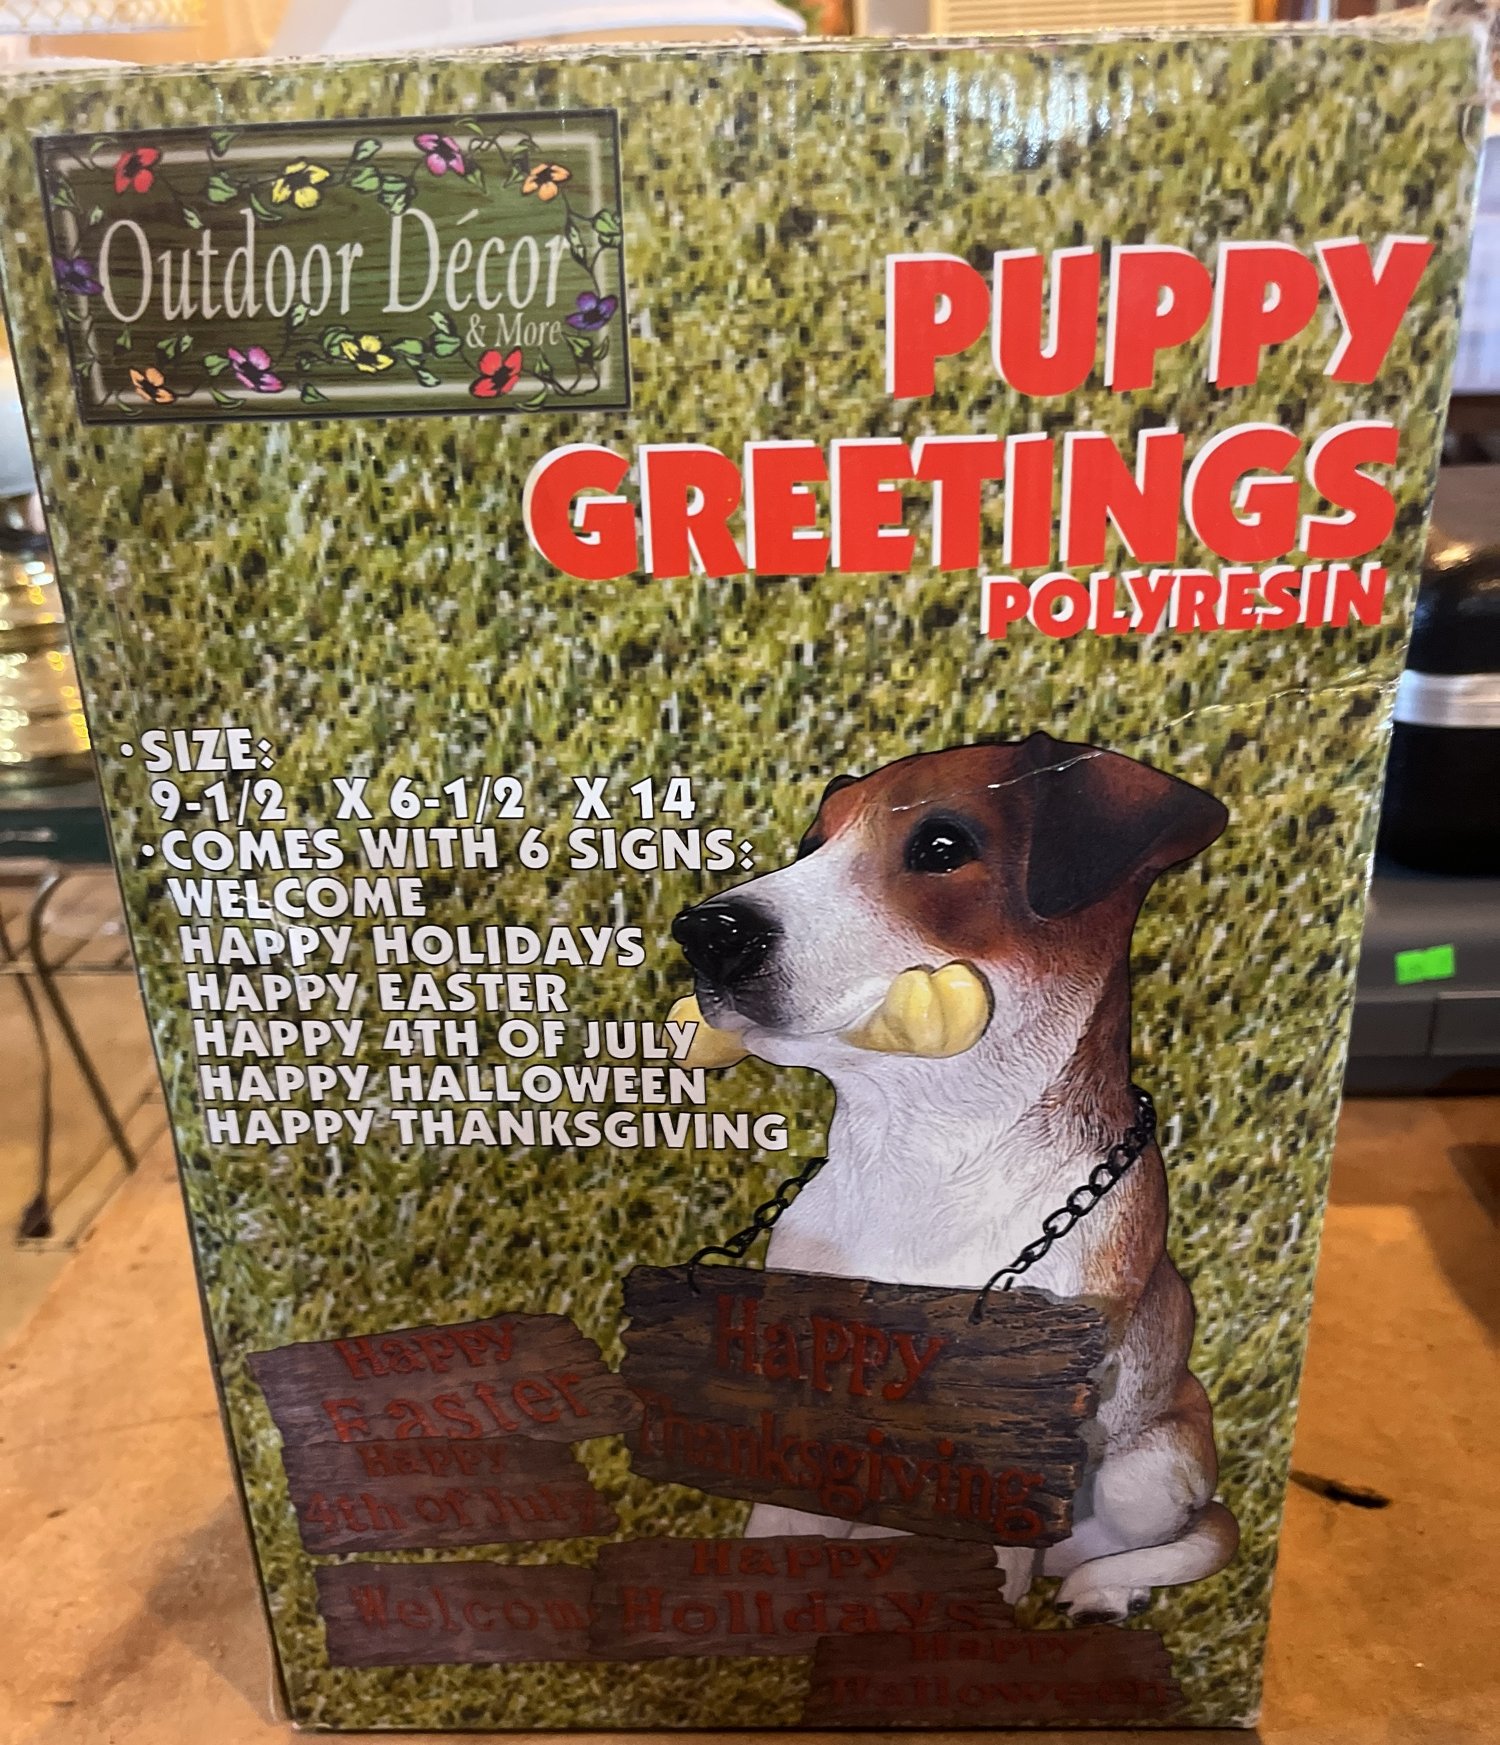 Outdoor Décor
& More
PUPPY
GREETINGS
POLYRESIN
·SIZE:
9-1/2 X 6-1/2 X 14
·COMES WITH 6 SIGNS:
WELCOME
HAPPY HOLIDAYS
HAPPY EASTER
HAPPY 4TH OF JULY
HAPPY HALLOWEEN
HAPPY THANKSGIVING
Happy
Thanksgiving
Happy
Easter
Happy
4th of July
Welcom
Happy
Holidays
Happy
Halloween